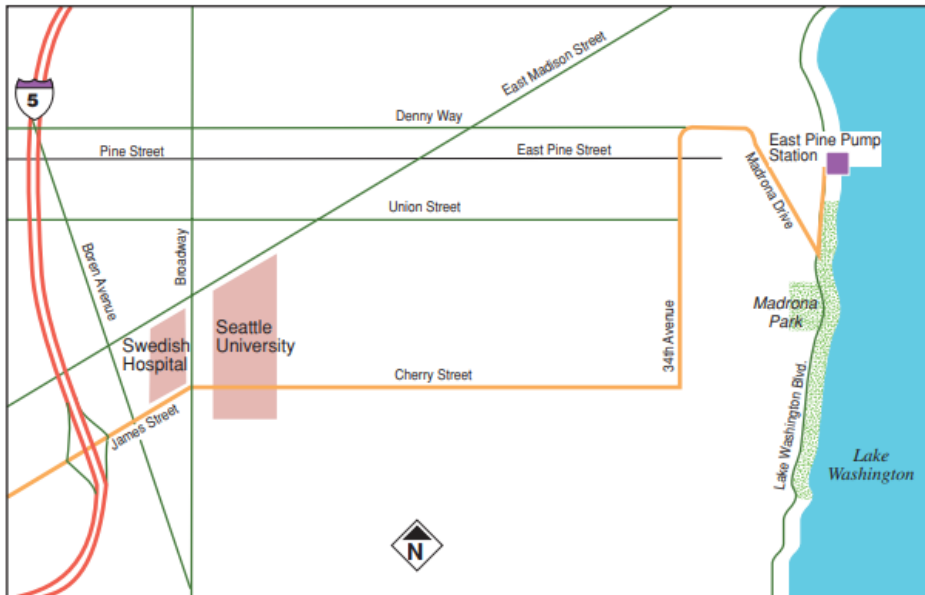 East Madison Street
5
Denny Way
Pine Street
East Pine Street
East Pine Pump
Station
Madrona Drive
Union Street
Boren Avenue
Broadway
Swedish
Hospital
Seattle
University
34th Avenue
Madrona
Park
Cherry Street
James Street
Lake Washington Blvd.
Lake
Washington
N